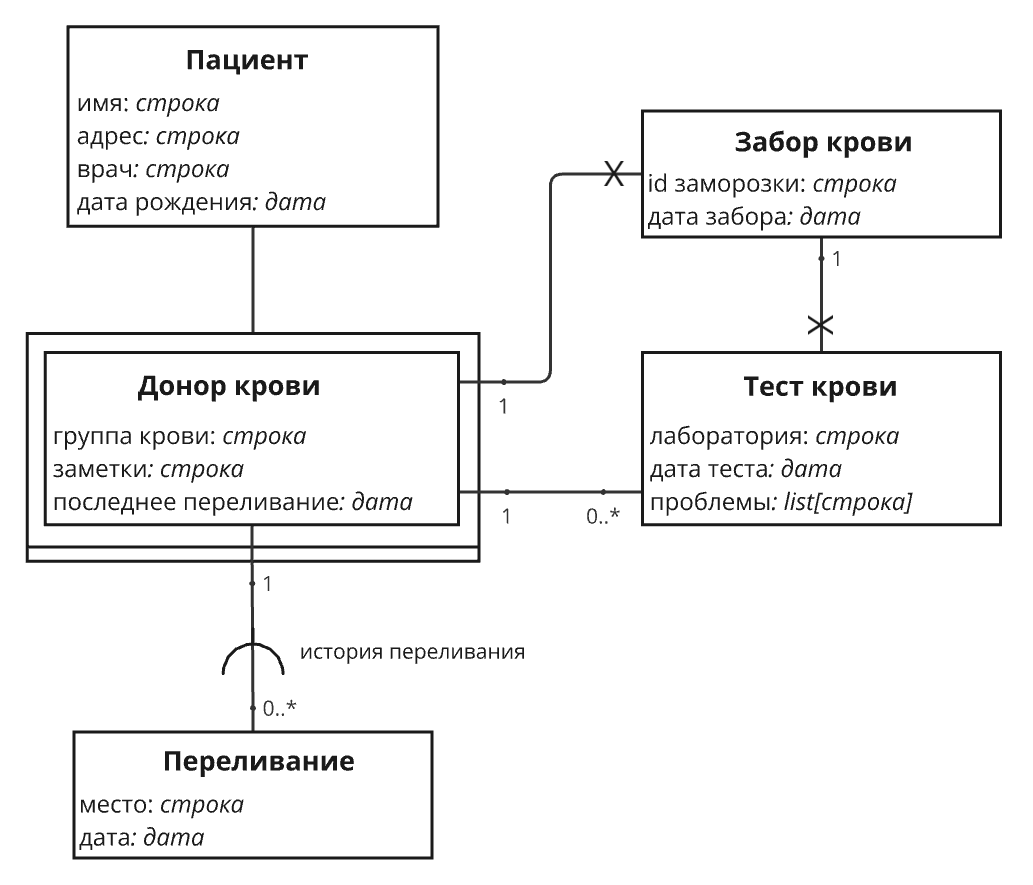 Пациент
имя: строка
адрес: строка
врач: строка
дата рождения: дата
Забор крови
id заморозки: строка
дата забора: дата
1
Донор крови
группа крови: строка
заметки: строка
последнее переливание: дата
1
1
0..*
Тест крови
лаборатория: строка
дата теста: дата
проблемы: list[строка]
1
история переливания
0..*
Переливание
место: строка
дата: дата